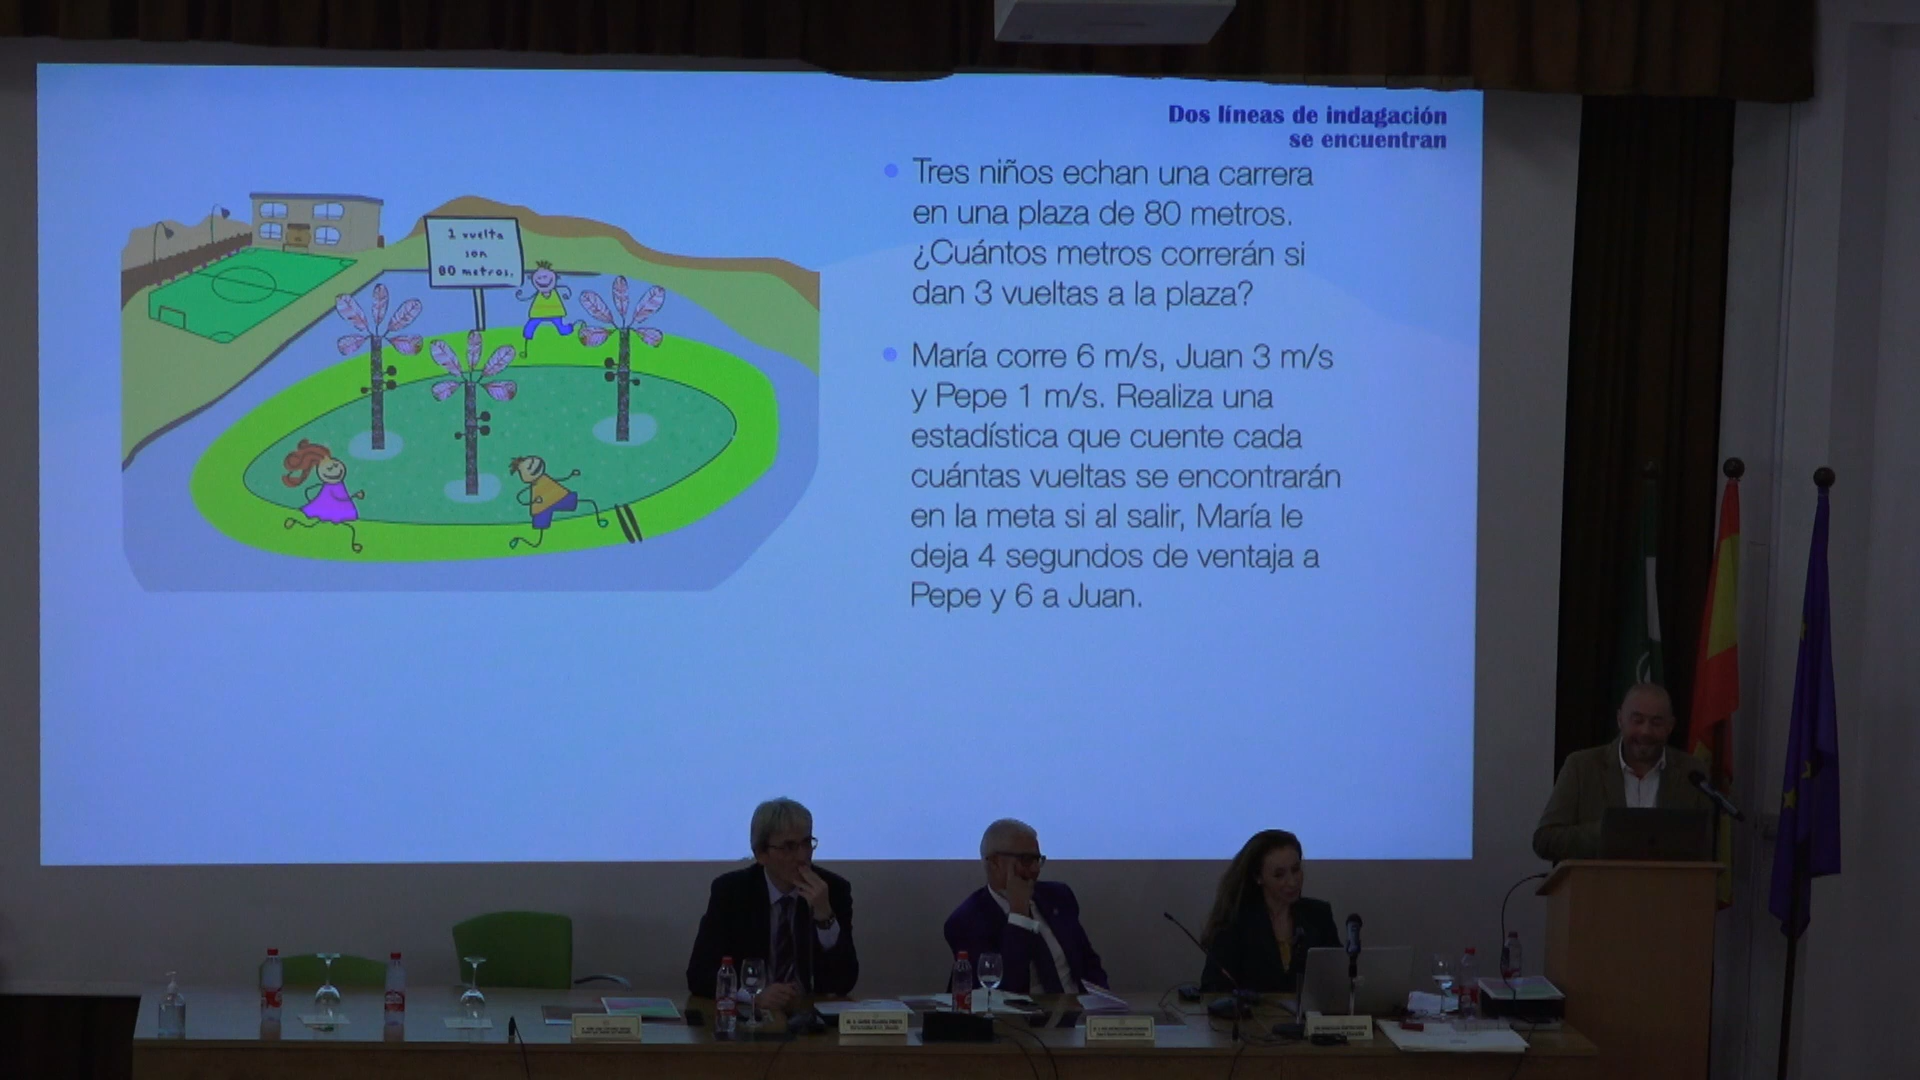 Dos líneas de indagación
se encuentran
1 vuelta
son
80 metros.
Tres niños echan una carrera
en una plaza de 80 metros.
¿Cuántos metros correrán si
dan 3 vueltas a la plaza?
María corre 6 m/s, Juan 3 m/s
y Pepe 1 m/s. Realiza una
estadística que cuente cada
cuántas vueltas se encontrarán
en la meta si al salir, María le
deja 4 segundos de ventaja a
Pepe y 6 a Juan.